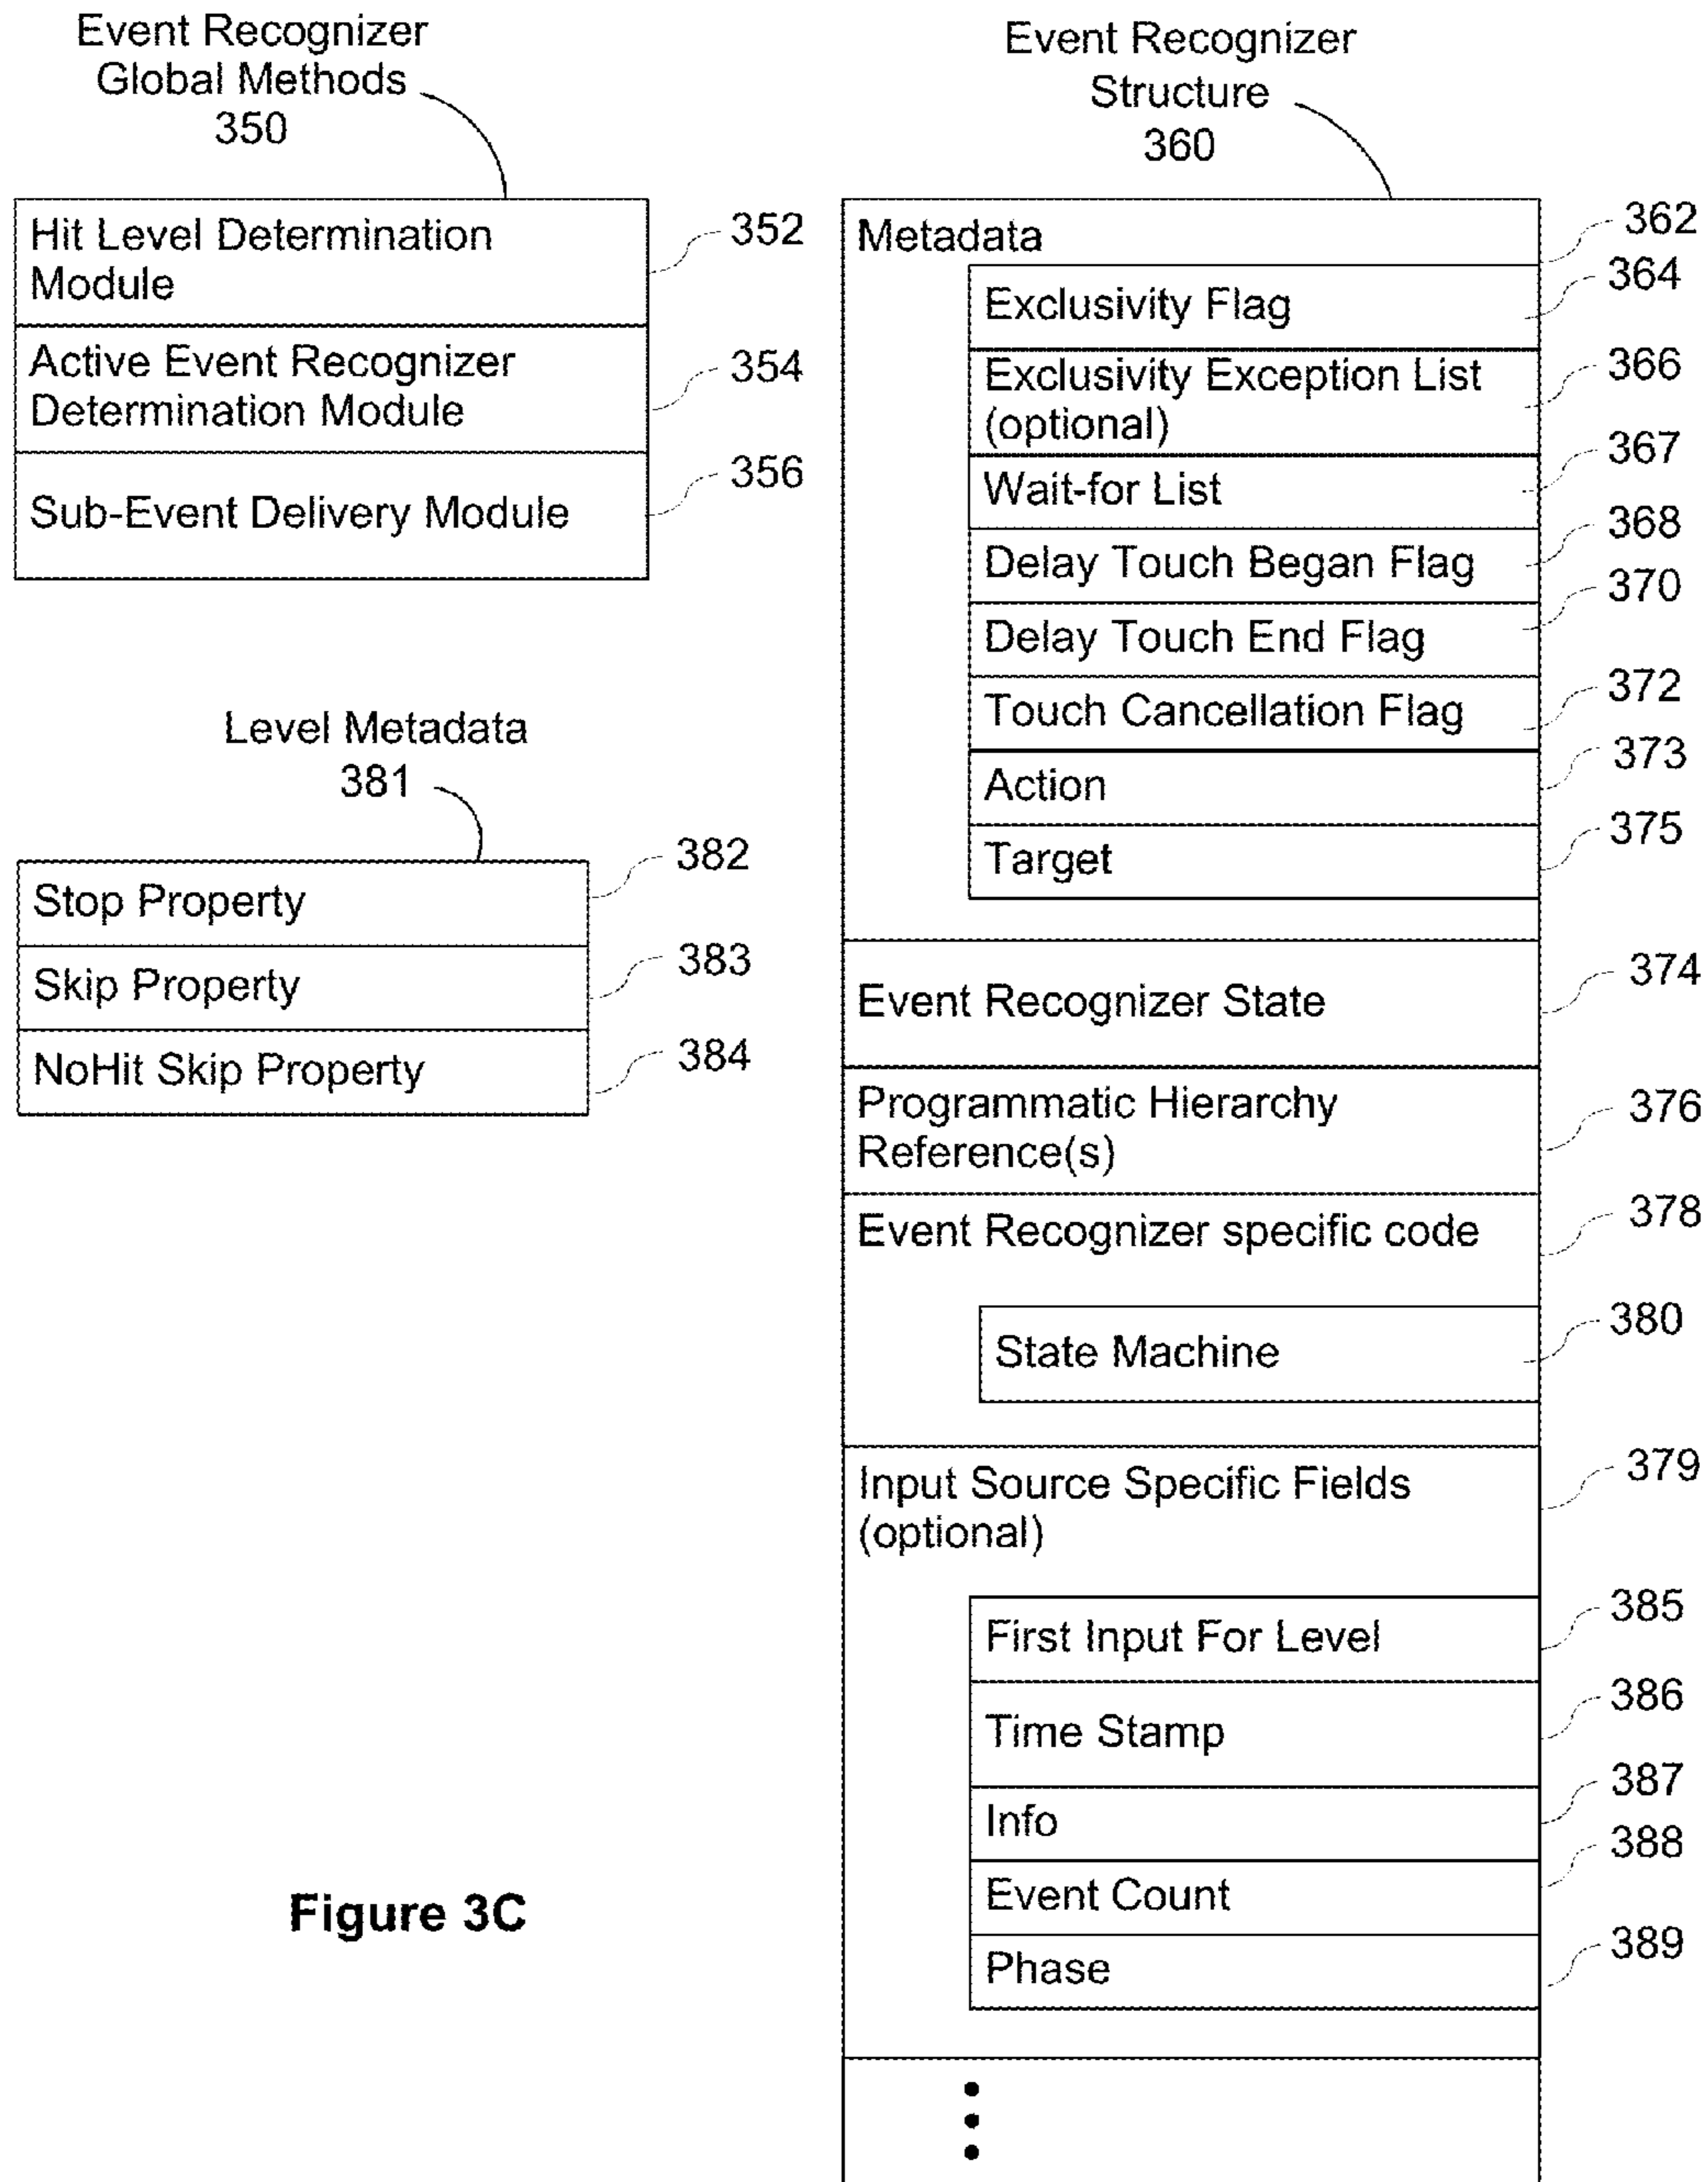 Event Recognizer
Global Methods
350
Hit Level Determination
Module
352
Active Event Recognizer
Determination Module
354
Sub-Event Delivery Module
356
Level Metadata
381
Stop Property
382
Skip Property
383
NoHit Skip Property
384
Figure 3C
Event Recognizer
Structure
360
Metadata
362
Exclusivity Flag
364
Exclusivity Exception List
(optional)
366
Wait-for List
367
Delay Touch Began Flag
368
Delay Touch End Flag
370
Touch Cancellation Flag
372
Action
373
Target
375
Event Recognizer State
374
Programmatic Hierarchy
Reference(s)
376
Event Recognizer specific code
378
State Machine
380
Input Source Specific Fields
(optional)
379
First Input For Level
385
Time Stamp
386
Info
387
Event Count
388
Phase
389